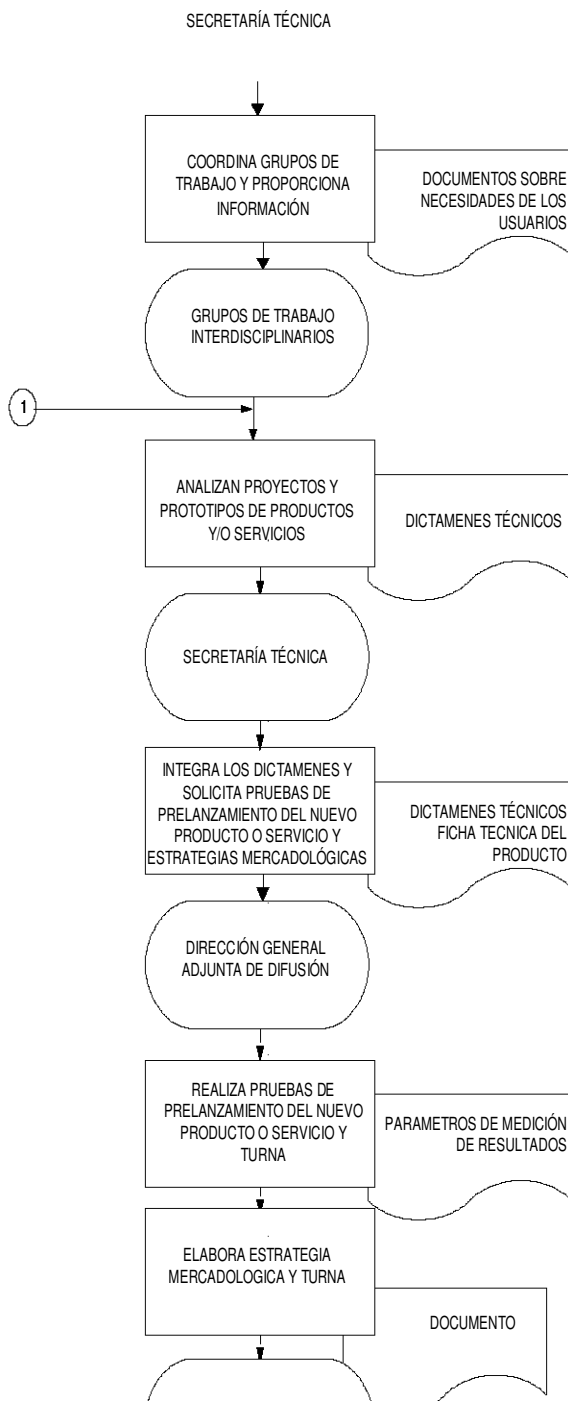 SECRETARÍA TÉCNICA
COORDINA GRUPOS DE
TRABAJO Y PROPORCIONA
INFORMACIÓN
DOCUMENTOS SOBRE
NECESIDADES DE LOS
USUARIOS
GRUPOS DE TRABAJO
INTERDISCIPLINARIOS
1
ANALIZAN PROYECTOS Y
PROTOTIPOS DE PRODUCTOS
Y/O SERVICIOS
DICTAMENES TÉCNICOS
SECRETARÍA TÉCNICA
INTEGRA LOS DICTAMENES Y
SOLICITA PRUEBAS DE
PRELANZAMIENTO DEL NUEVO
PRODUCTO O SERVICIO Y
ESTRATEGIAS MERCADOLÓGICAS
DICTAMENES TÉCNICOS
FICHA TECNICA DEL
PRODUCTO
DIRECCIÓN GENERAL
ADJUNTA DE DIFUSIÓN
REALIZA PRUEBAS DE
PRELANZAMIENTO DEL NUEVO
PRODUCTO O SERVICIO Y
TURNA
PARAMETROS DE MEDICIÓN
DE RESULTADOS
ELABORA ESTRATEGIA
MERCADOLOGICA Y TURNA
DOCUMENTO